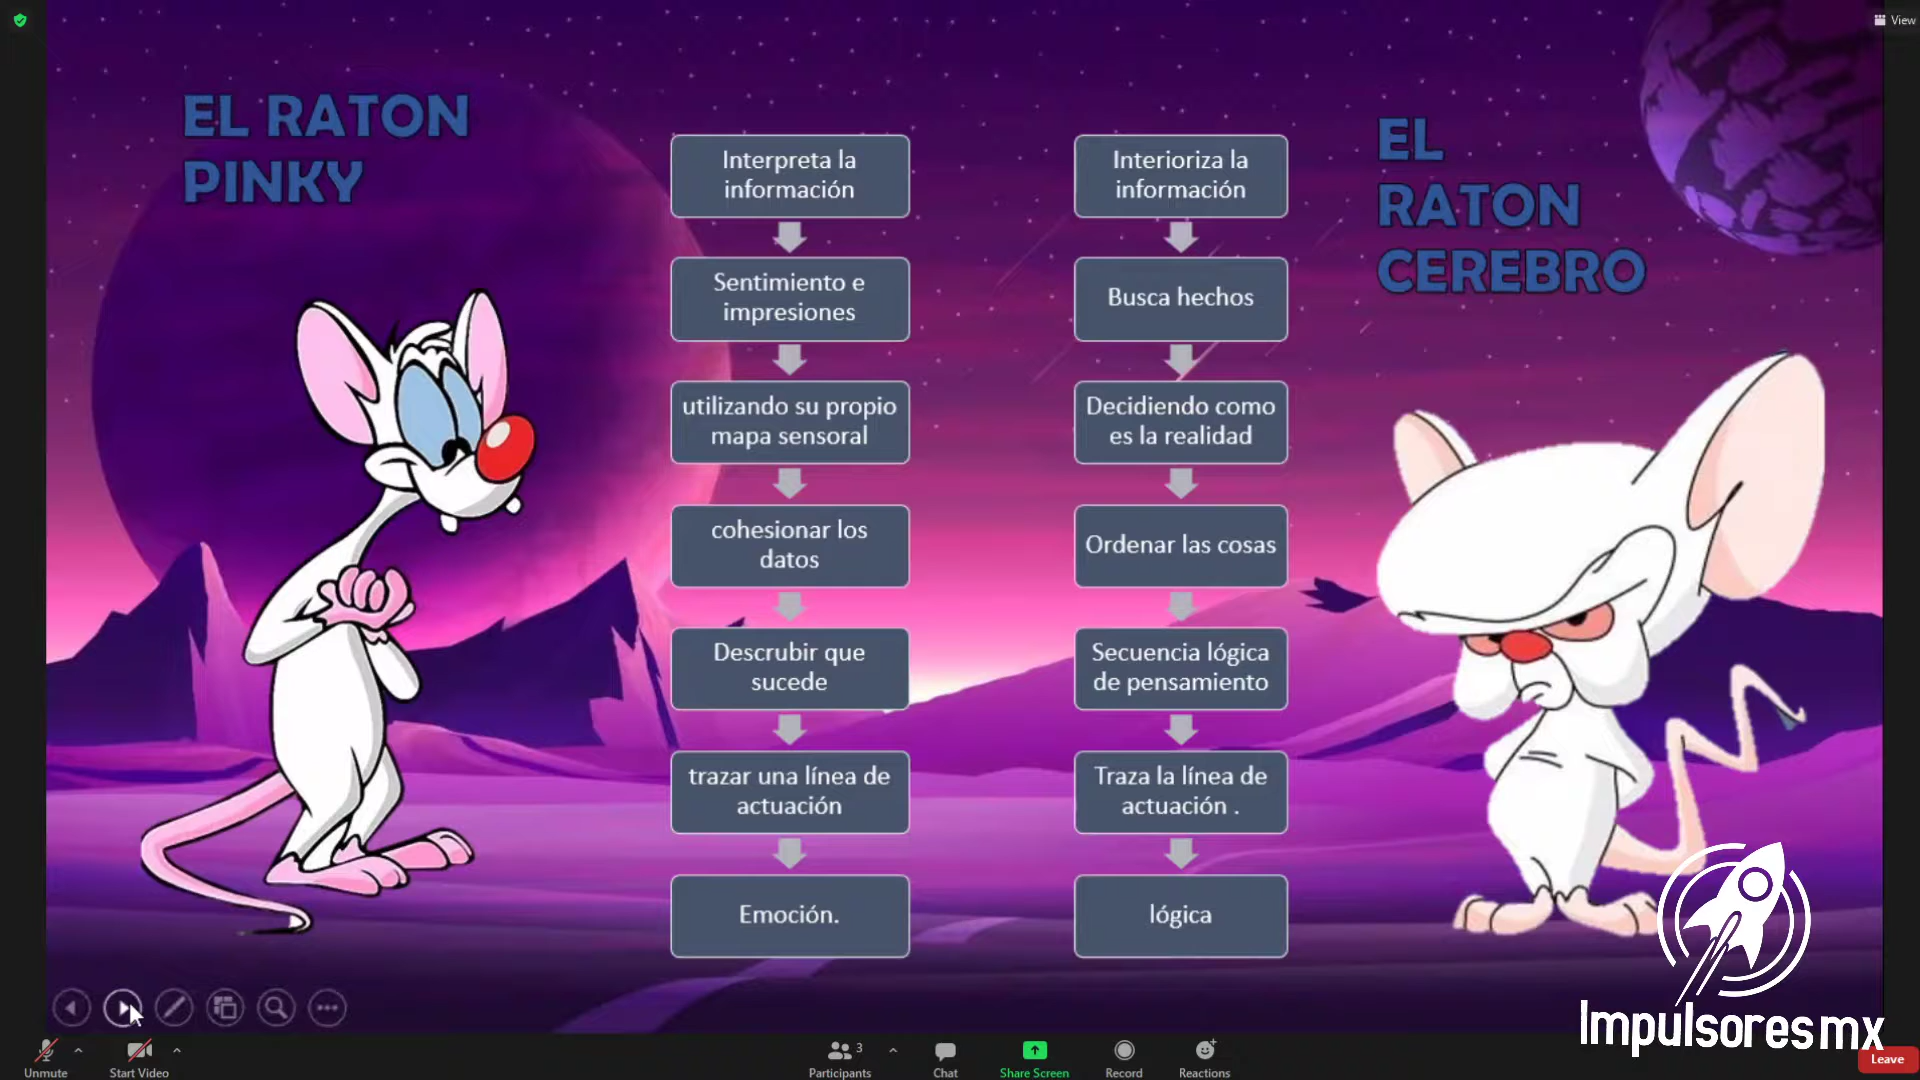 View
EL RATON
PINKY
EL
RATON
CEREBRO
Interpreta la
información
Sentimiento e
impresiones
utilizando su propio
mapa sensoral
cohesionar los
datos
Descrubir que
sucede
trazar una línea de
actuación
Emoción.
Interioriza la
información
Busca hechos
Decidiendo como
es la realidad
Ordenar las cosas
Secuencia lógica
de pensamiento
Traza la línea de
actuación .
lógica
Impulsoresmx
Unmute
Start Video
3
Participants
Chat
Share Screen
Record
Reactions
Leave